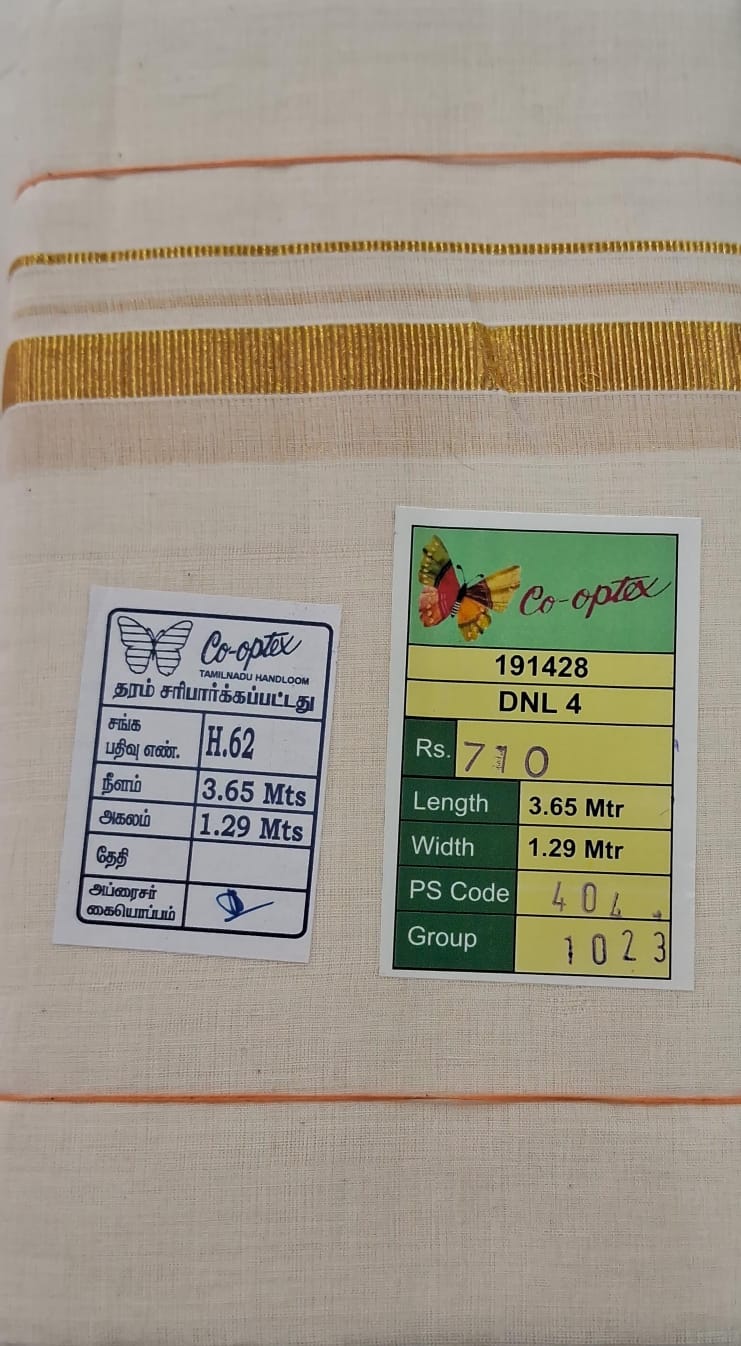 Co-optex
TAMILNADU HANDLOOM
தரம் சரிபார்க்கப்பட்டது
சங்க
பதிவு எண். H.62
நீளம் 3.65 Mts
அகலம் 1.29 Mts
தேதி
அப்ரைசர்
கையொப்பம்
Co-optex
191428
DNL 4
Rs. 710
Length 3.65 Mtr
Width 1.29 Mtr
PS Code 404
Group 1023